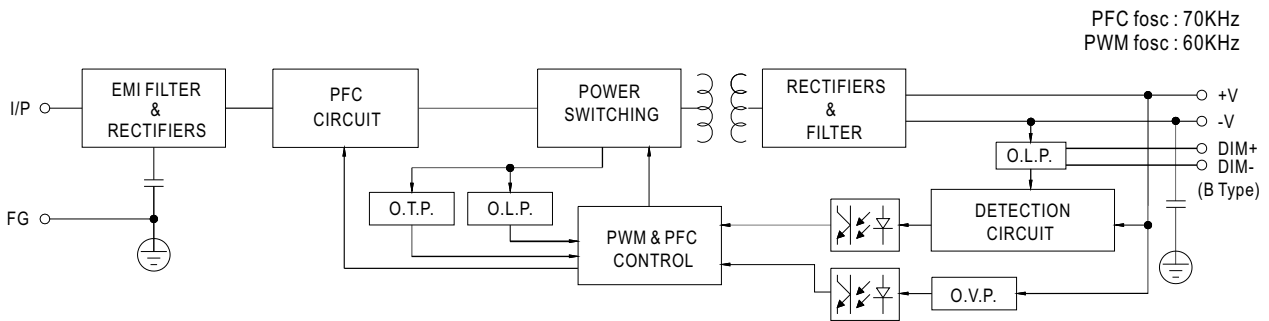 PFC fosc : 70KHz
PWM fosc : 60KHz
I/P
EMI FILTER
&
RECTIFIERS
PFC
CIRCUIT
POWER
SWITCHING
RECTIFIERS
&
FILTER
+V
-V
DIM+
DIM-
(B Type)
O.L.P.
FG
O.T.P.
O.L.P.
PWM & PFC
CONTROL
DETECTION
CIRCUIT
O.V.P.